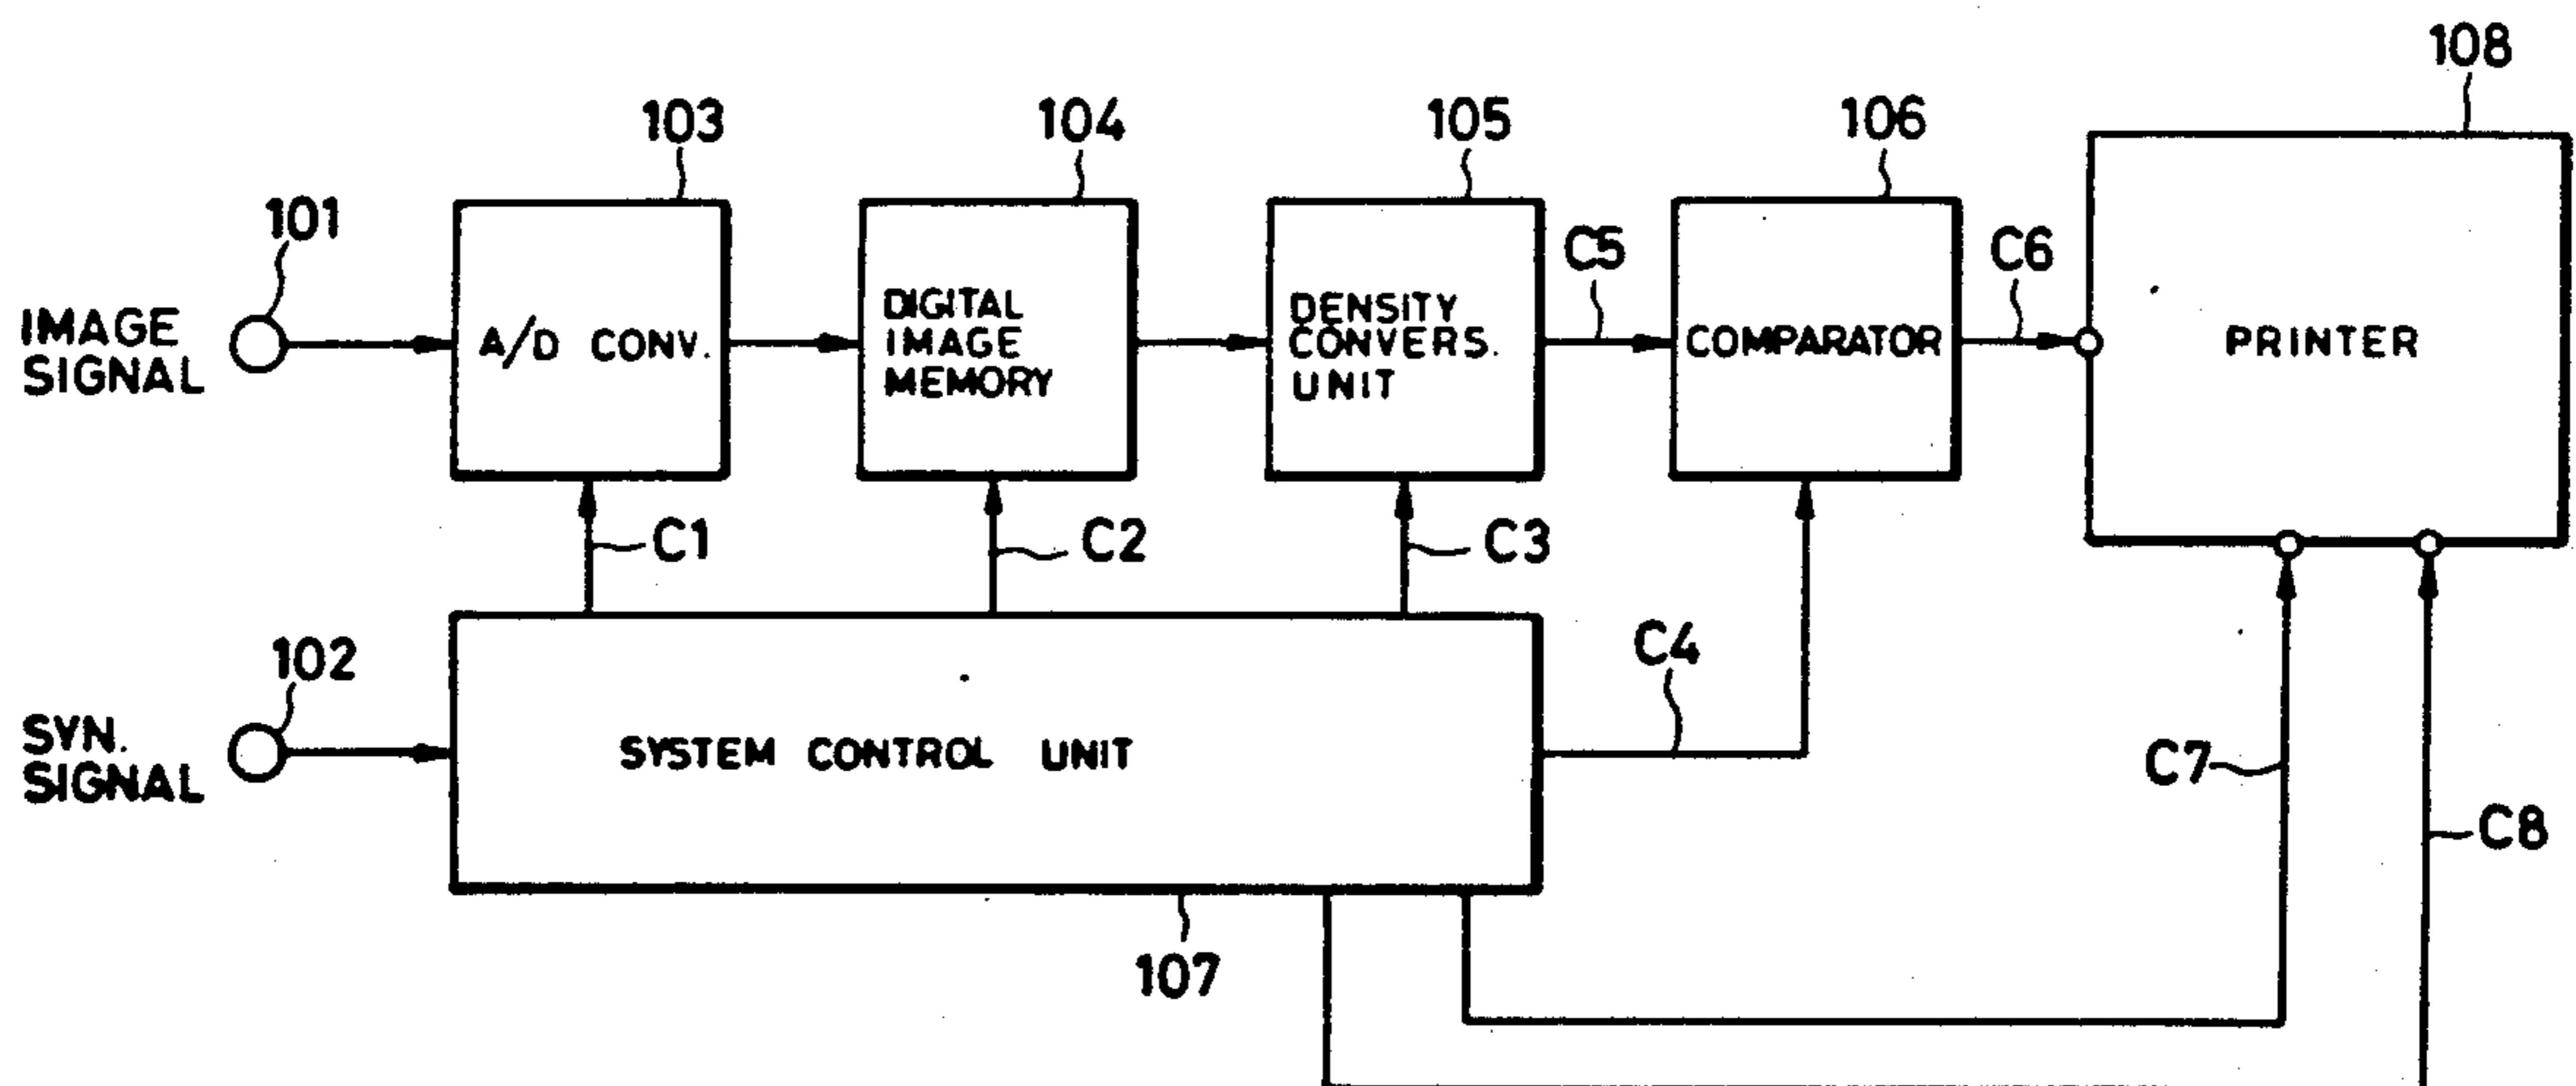 108
103
104
105
106
101
C5
C6
IMAGE
SIGNAL
A/D CONV.
DIGITAL
IMAGE
MEMORY
DENSITY
CONVERS.
UNIT
COMPARATOR
PRINTER
C1
C2
C3
102
C4
SYN.
SIGNAL
SYSTEM CONTROL UNIT
C7
C8
107